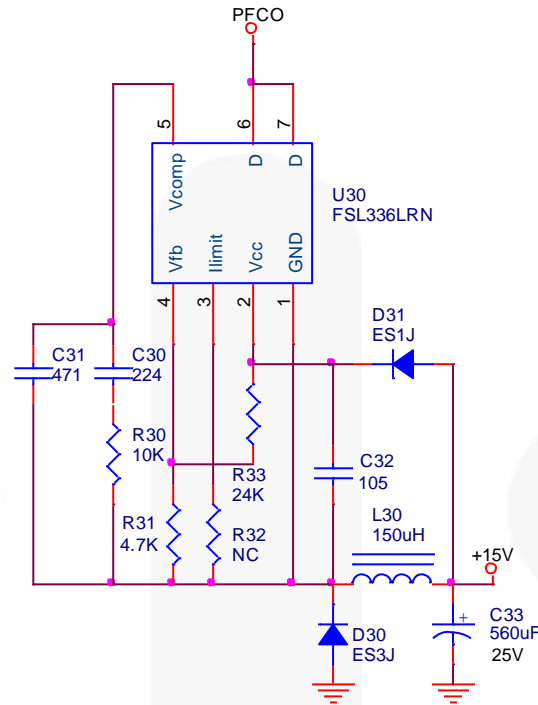 PFCO
5
6
7
Vcomp
D
D
U30
FSL336LRN
Vfb
Ilimit
Vcc
GND
4
3
2
1
D31
ES1J
C31
471
C30
224
R30
10K
R33
24K
C32
105
R31
4.7K
R32
NC
L30
150uH
+15V
D30
ES3J
+
C33
560uF
25V